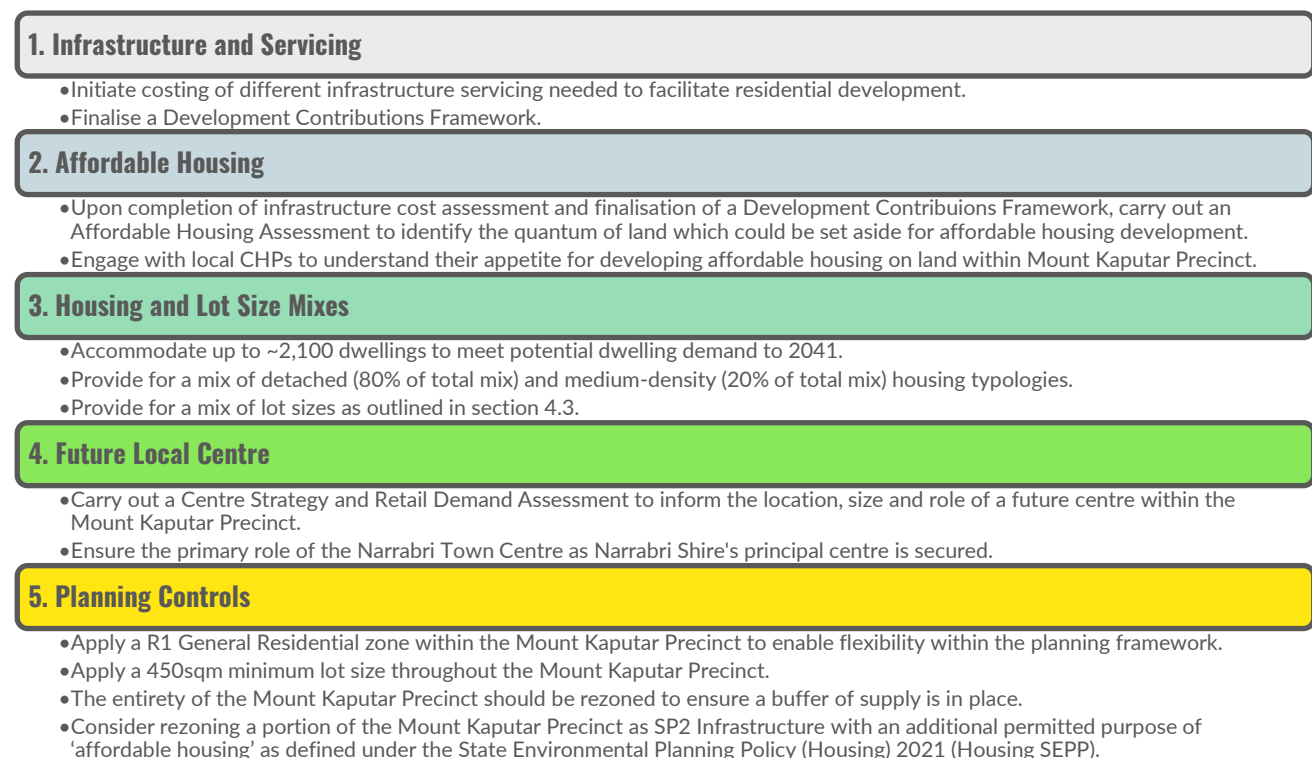 1. Infrastructure and Servicing
•Initiate costing of different infrastructure servicing needed to facilitate residential development.
•Finalise a Development Contributions Framework.
2. Affordable Housing
•Upon completion of infrastructure cost assessment and finalisation of a Development Contribuions Framework, carry out an
Affordable Housing Assessment to identify the quantum of land which could be set aside for affordable housing development.
•Engage with local CHPs to understand their appetite for developing affordable housing on land within Mount Kaputar Precinct.
3. Housing and Lot Size Mixes
•Accommodate up to ~2,100 dwellings to meet potential dwelling demand to 2041.
•Provide for a mix of detached (80% of total mix) and medium-density (20% of total mix) housing typologies.
•Provide for a mix of lot sizes as outlined in section 4.3.
4. Future Local Centre
•Carry out a Centre Strategy and Retail Demand Assessment to inform the location, size and role of a future centre within the
Mount Kaputar Precinct.
•Ensure the primary role of the Narrabri Town Centre as Narrabri Shire's principal centre is secured.
5. Planning Controls
•Apply a R1 General Residential zone within the Mount Kaputar Precinct to enable flexibility within the planning framework.
•Apply a 450sqm minimum lot size throughout the Mount Kaputar Precinct.
•The entirety of the Mount Kaputar Precinct should be rezoned to ensure a buffer of supply is in place.
•Consider rezoning a portion of the Mount Kaputar Precinct as SP2 Infrastructure with an additional permitted purpose of
‘affordable housing’ as defined under the State Environmental Planning Policy (Housing) 2021 (Housing SEPP).